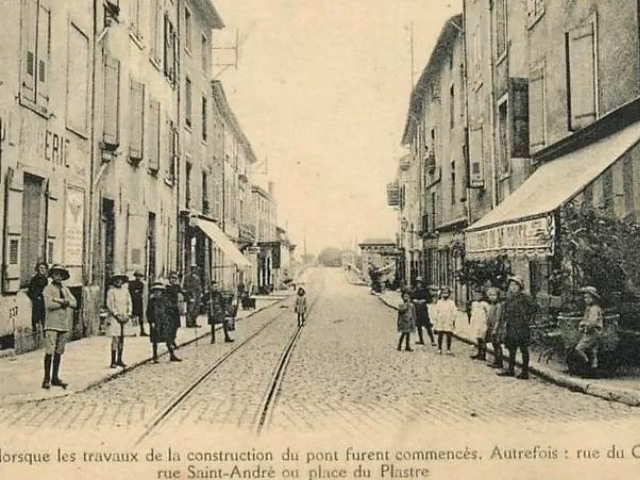 ERIE
lorsque les travaux de la construction du pont furent commencés. Autrefois : rue du C
rue Saint-André ou place du Plastre